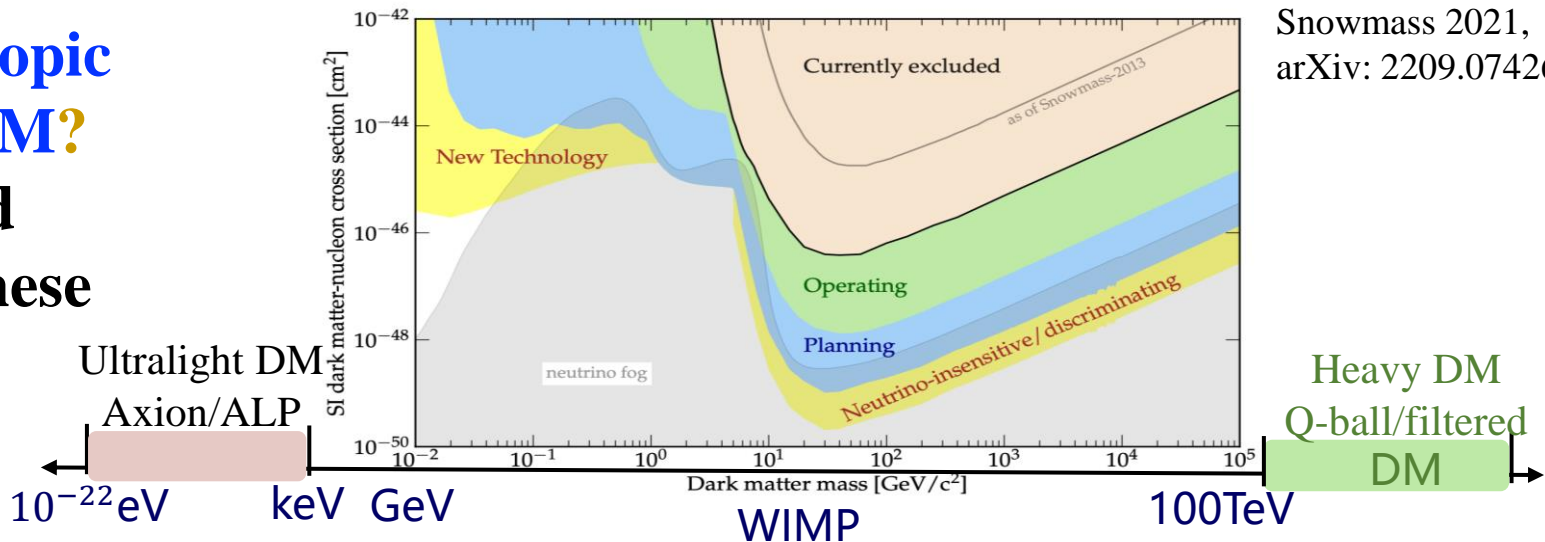 opic
M?
d
nese
Snowmass 2021,
arXiv: 2209.0742
SI dark matter-nucleon cross section [cm²]
10⁻⁴²
10⁻⁴⁴
10⁻⁴⁶
10⁻⁴⁸
10⁻⁵⁰
Currently excluded
as of Snowmass-2013
New Technology
Operating
Planning
Neutrino-insensitive/discriminating
neutrino fog
10⁻² 10⁻¹ 10⁰ 10¹ 10² 10³ 10⁴ 10⁵
Dark matter mass [GeV/c²]
Ultralight DM
Axion/ALP
Heavy DM
Q-ball/filtered
DM
10⁻²²eV keV GeV WIMP 100TeV